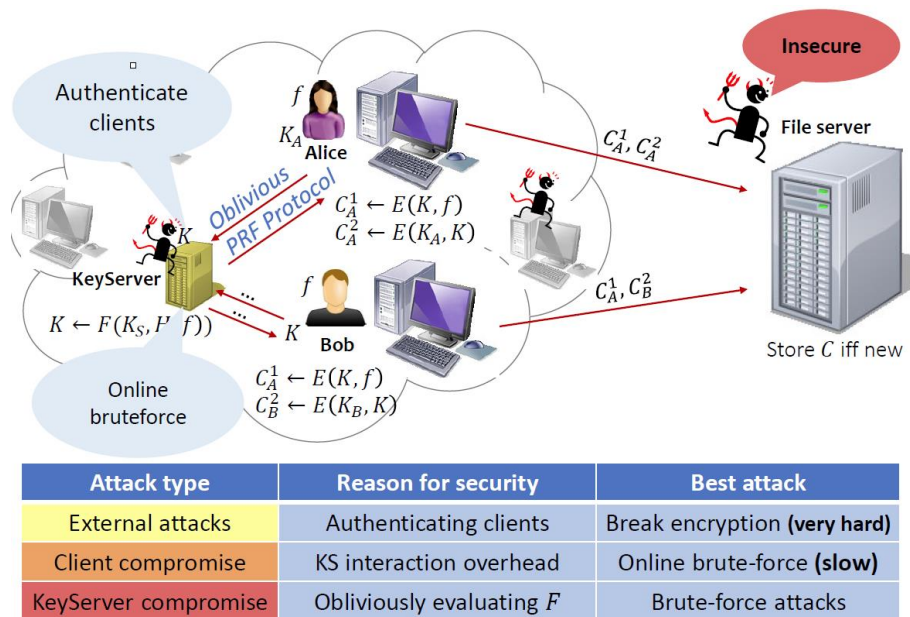 Insecure
Authenticate
clients
f
K_A
Alice
File server
C_A^1, C_A^2
Oblivious
PRF Protocol
C_A^1 ← E(K, f)
C_A^2 ← E(K_A, K)
K
KeyServer
f
...
C_A^1, C_B^2
K ← F(K_S, H f))
...
K
Bob
Store C iff new
C_A^1 ← E(K, f)
C_B^2 ← E(K_B, K)
Online
bruteforce
Attack type Reason for security Best attack
External attacks Authenticating clients Break encryption (very hard)
Client compromise KS interaction overhead Online brute-force (slow)
KeyServer compromise Obliviously evaluating F Brute-force attacks